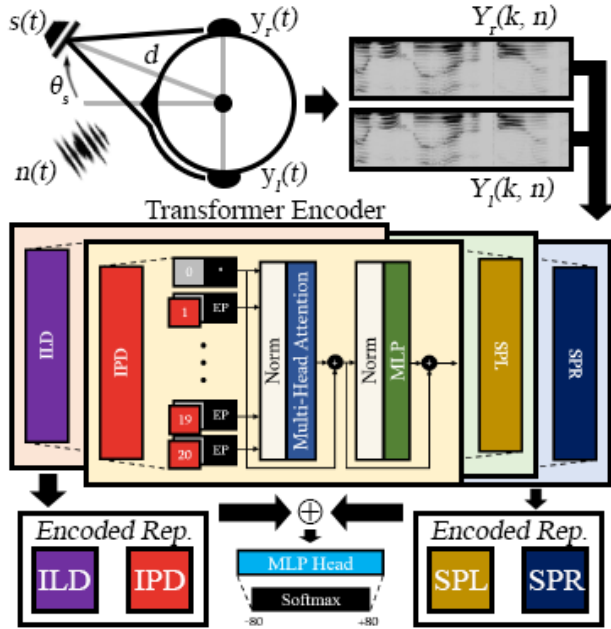 s(t)
y_r(t)
Y_r(k, n)
d
θ_s
n(t)
y_l(t)
Y_l(k, n)
Transformer Encoder
ILD
IPD
0 *
1 EP
19 EP
20 EP
Norm
Multi-Head Attention
+
Norm
MLP
+
SPL
SPR
Encoded Rep.
ILD IPD
+
MLP Head
Softmax
-80 +80
Encoded Rep.
SPL SPR